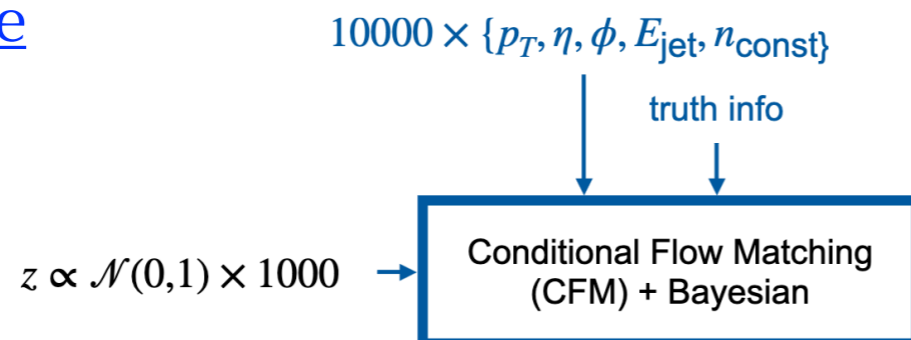 e
10000 × {p_T, η, ϕ, E_jet, n_const}
truth info
z ∝ 𝒩(0,1) × 1000
Conditional Flow Matching
(CFM) + Bayesian